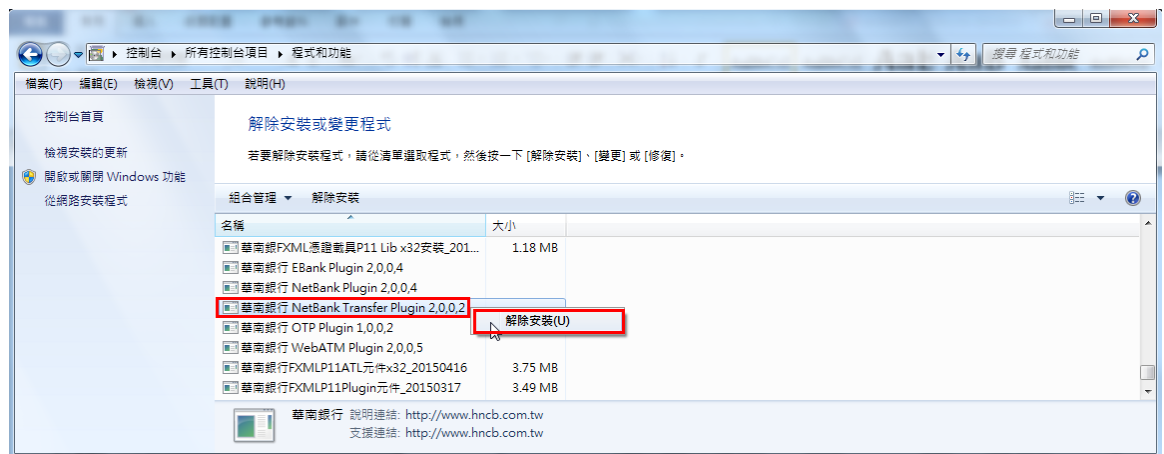 控制台 ▸ 所有控制台項目 ▸ 程式和功能
搜尋 程式和功能
檔案(F) 編輯(E) 檢視(V) 工具(T) 說明(H)
控制台首頁
檢視安裝的更新
開啟或關閉 Windows 功能
從網路安裝程式
解除安裝或變更程式
若要解除安裝程式，請從清單選取程式，然後按一下 [解除安裝]、[變更] 或 [修復]。
組合管理 ▼ 解除安裝
名稱 大小
華南銀FXML憑證載具P11 Lib x32安裝_201... 1.18 MB
華南銀行 EBank Plugin 2,0,0,4
華南銀行 NetBank Plugin 2,0,0,4
華南銀行 NetBank Transfer Plugin 2,0,0,2
解除安裝(U)
華南銀行 OTP Plugin 1,0,0,2
華南銀行 WebATM Plugin 2,0,0,5
華南銀行FXMLP11ATL元件x32_20150416 3.75 MB
華南銀行FXMLP11Plugin元件_20150317 3.49 MB
華南銀行 說明連結: http://www.hncb.com.tw
支援連結: http://www.hncb.com.tw